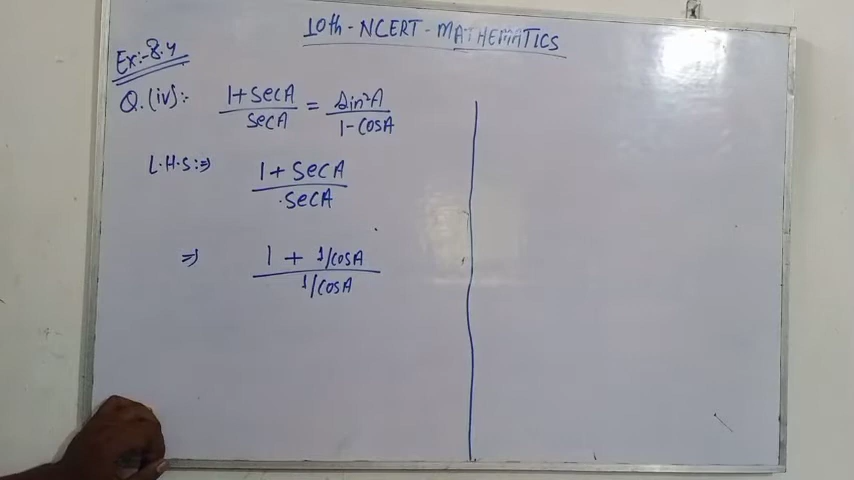 10th-NCERT-MATHEMATICS
Ex:-8.4
Q.(iv):- 1+SecA/SecA = Sin²A/1-CosA
L.H.S:⇒ 1+SecA/SecA
⇒ 1 + 1/CosA / 1/CosA